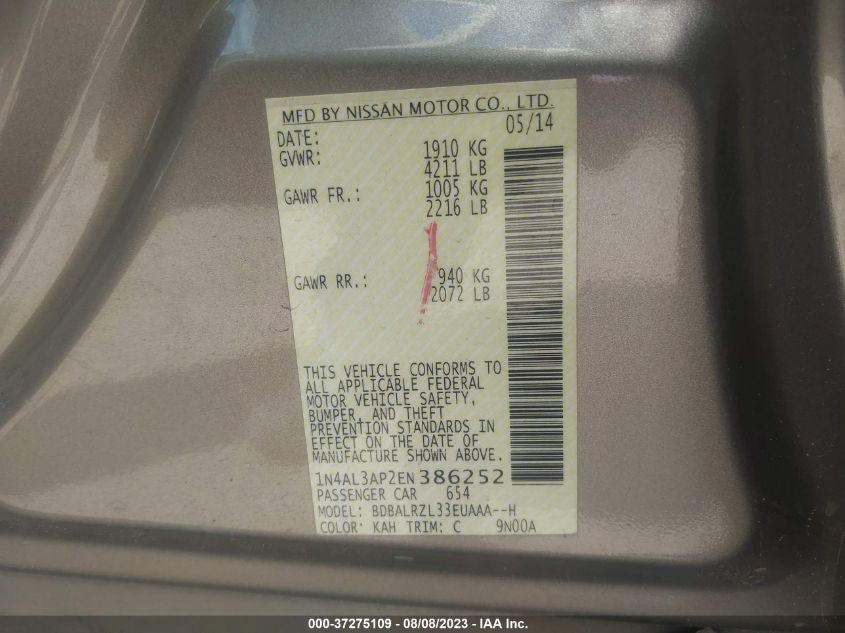 MFD BY NISSAN MOTOR CO., LTD.
DATE: 05/14
GVWR: 1910 KG
4211 LB
GAWR FR.: 1005 KG
2216 LB
GAWR RR.: 940 KG
2072 LB
THIS VEHICLE CONFORMS TO
ALL APPLICABLE FEDERAL
MOTOR VEHICLE SAFETY,
BUMPER, AND THEFT
PREVENTION STANDARDS IN
EFFECT ON THE DATE OF
MANUFACTURE SHOWN ABOVE.
1N4AL3AP2EN386252
PASSENGER CAR 654
MODEL: BDBALRZL33EUAAA--H
COLOR: KAH TRIM: C 9N00A
000-37275109 - 08/08/2023 - IAA Inc.